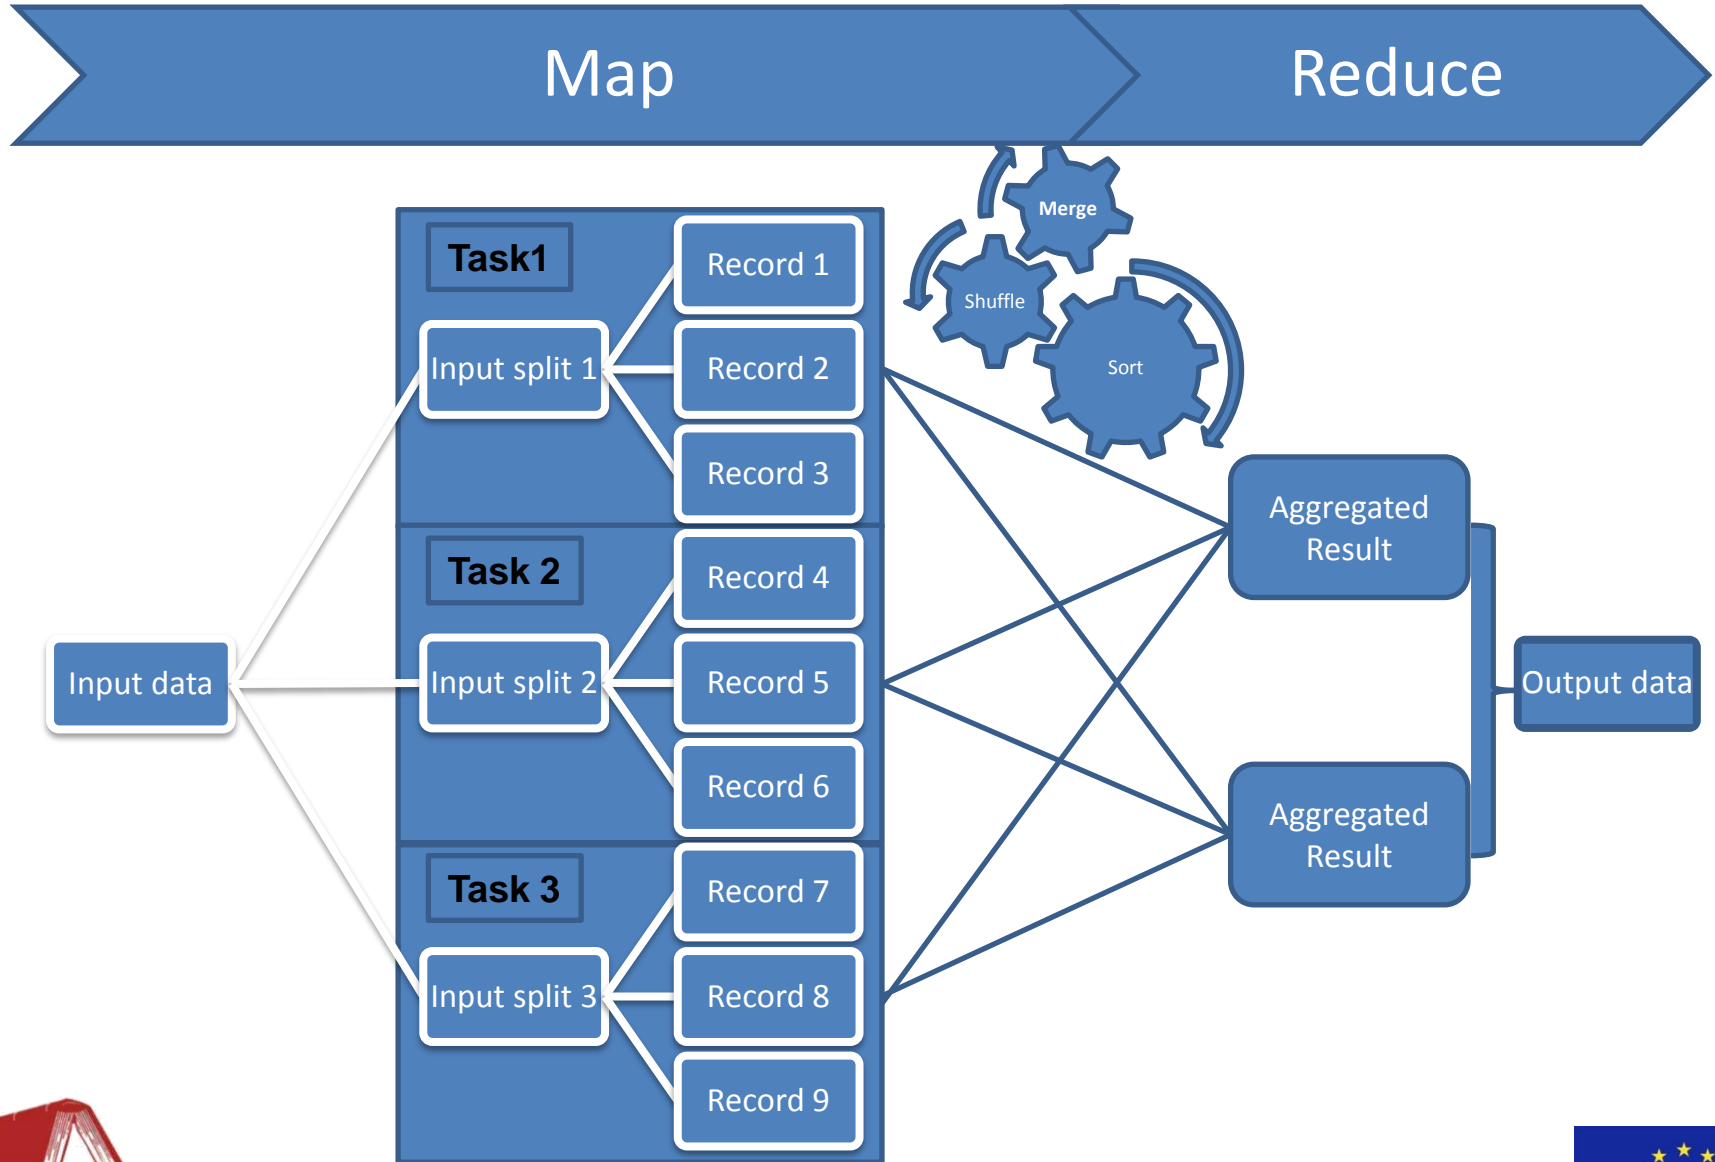 Map
Reduce
Merge
Shuffle
Sort
Task1
Record 1
Input split 1
Record 2
Record 3
Task 2
Record 4
Input data
Input split 2
Record 5
Record 6
Task 3
Record 7
Input split 3
Record 8
Record 9
Aggregated
Result
Aggregated
Result
Output data